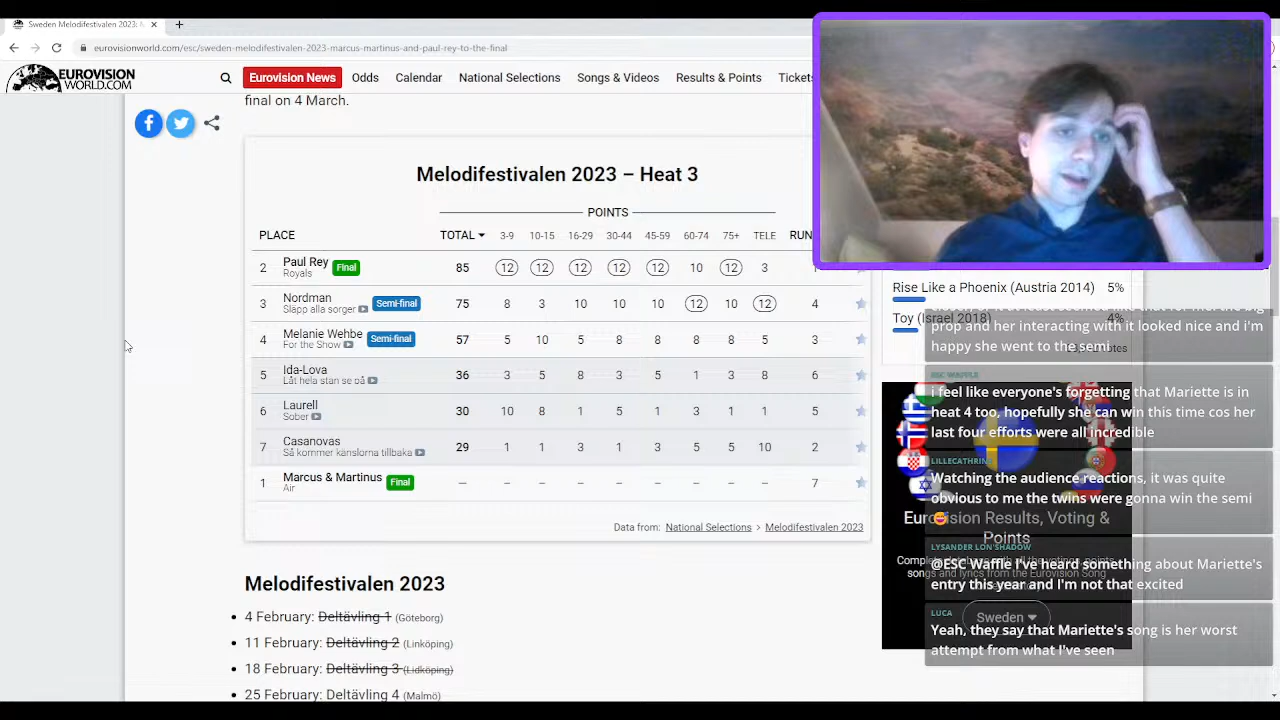 Sweden Melodifestivalen 2023:
eurovisionworld.com/esc/sweden-melodifestivalen-2023-marcus-martinus-and-paul-rey-to-the-final
EUROVISION
WORLD.COM
Eurovision News Odds Calendar National Selections Songs & Videos Results & Points Tickets
final on 4 March.
Melodifestivalen 2023 – Heat 3
POINTS
PLACE TOTAL 3-9 10-15 16-29 30-44 45-59 60-74 75+ TELE RUN
2 Paul Rey Final 85 12 12 12 12 12 10 12 3
Royals
3 Nordman Semi-final 75 8 3 10 10 10 12 10 12 4
Släpp alla sorger
4 Melanie Wehbe Semi-final 57 5 10 5 8 8 8 8 5 3
For the Show
5 Ida-Lova 36 3 5 8 3 5 1 3 8 6
Låt hela stan se på
6 Laurell 30 10 8 1 5 1 3 1 1 5
Sober
7 Casanovas 29 1 1 3 1 3 5 5 10 2
Så kommer känslorna tillbaka
1 Marcus & Martinus Final – – – – – – – – – 7
Air
Data from: National Selections > Melodifestivalen 2023
Melodifestivalen 2023
4 February: Deltävling 1 (Göteborg)
11 February: Deltävling 2 (Linköping)
18 February: Deltävling 3 (Lidköping)
25 February: Deltävling 4 (Malmö)
Rise Like a Phoenix (Austria 2014) 5%
Toy (Israel 2018) 4%
prop and her interacting with it looked nice and i'm
happy she went to the semi
ESC WAFFLE
i feel like everyone's forgetting that Mariette is in
heat 4 too, hopefully she can win this time cos her
last four efforts were all incredible
LILLECATHRIN
Watching the audience reactions, it was quite
obvious to me the twins were gonna win the semi
LYSANDER LON'SHADOW
@ESC Waffle I've heard something about Mariette's
entry this year and I'm not that excited
LUCA
Yeah, they say that Mariette's song is her worst
attempt from what I've seen
Eurovision Results, Voting &
Points
Sweden